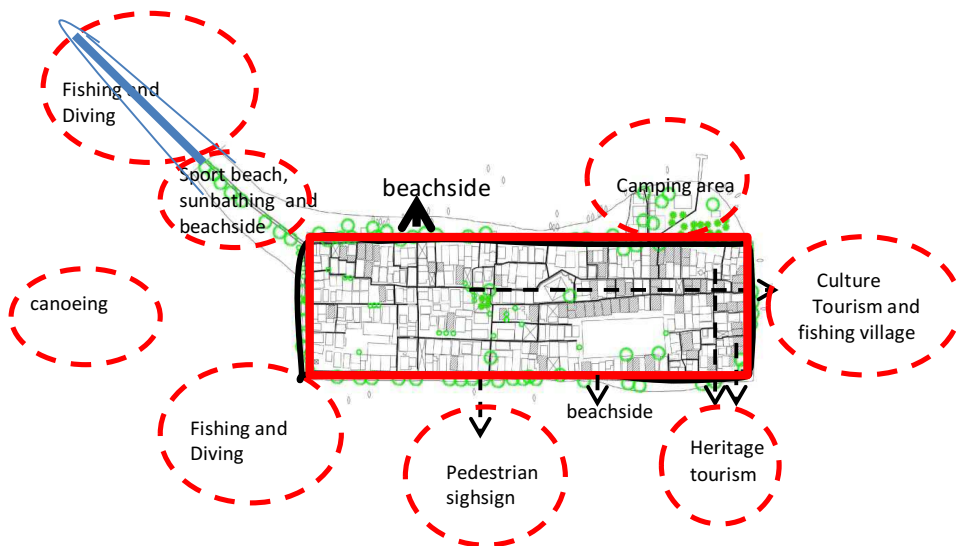 Fishing and
Diving
Sport beach,
sunbathing and
beachside
beachside
Camping area
canoeing
Culture
Tourism and
fishing village
Fishing and
Diving
Pedestrian
sighsign
beachside
Heritage
tourism